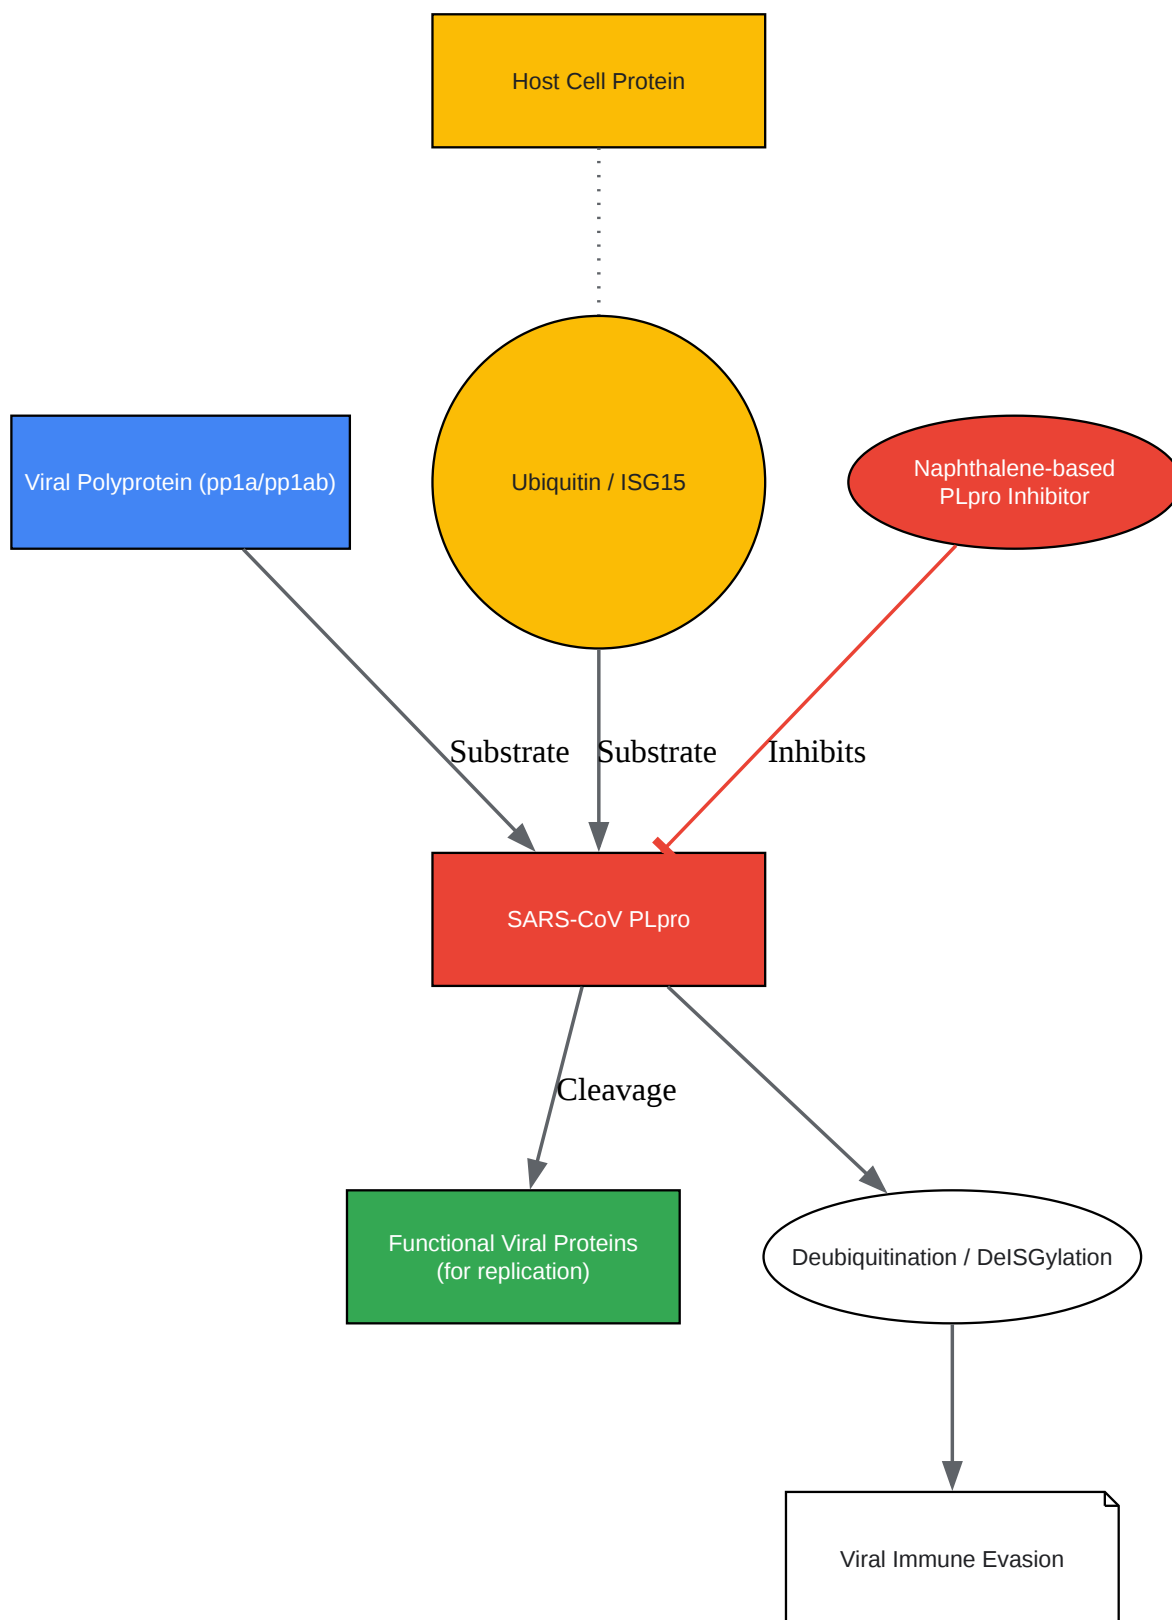 Host Cell Protein
Viral Polyprotein (pp1a/pp1ab)
Ubiquitin / ISG15
Naphthalene-based
PLpro Inhibitor
Substrate
Substrate
Inhibits
SARS-CoV PLpro
Cleavage
Functional Viral Proteins
(for replication)
Deubiquitination / DeISGylation
Viral Immune Evasion